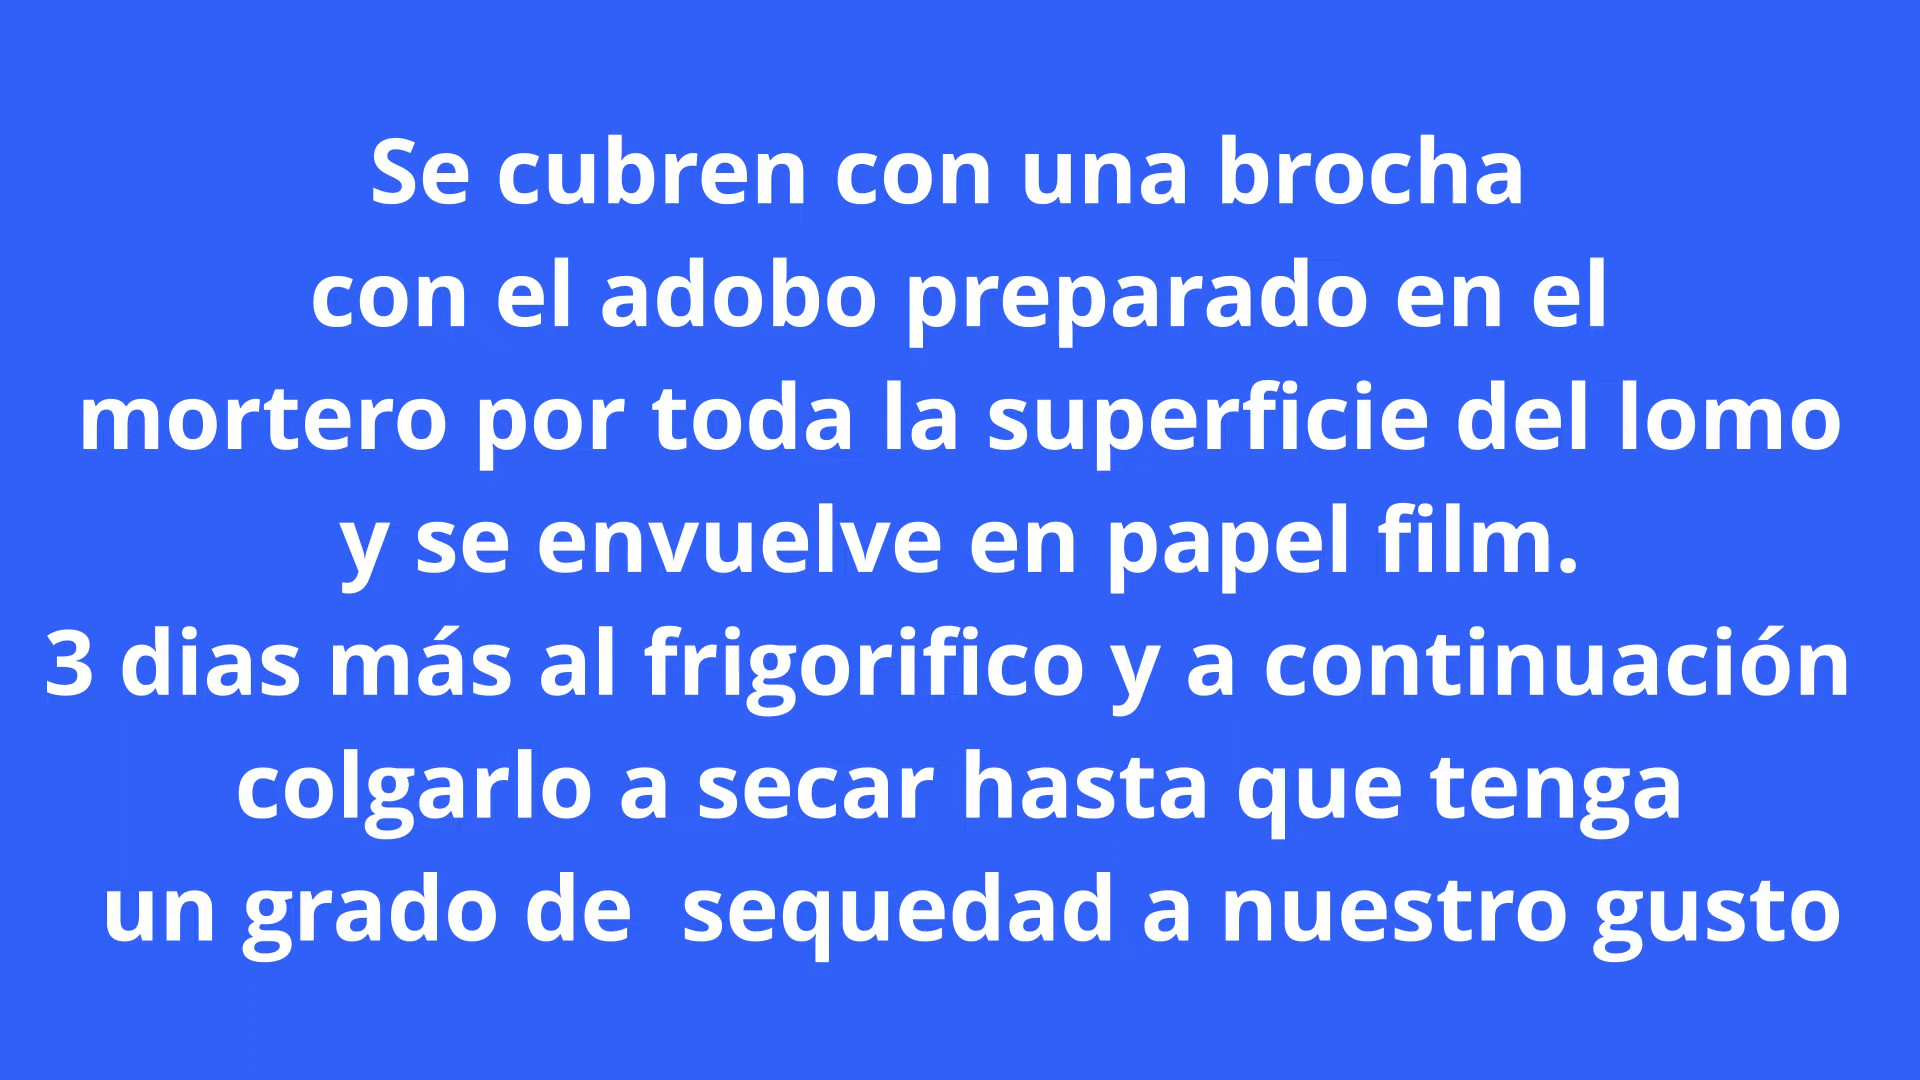 Se cubren con una brocha
con el adobo preparado en el
mortero por toda la superficie del lomo
y se envuelve en papel film.
3 dias más al frigorifico y a continuación
colgarlo a secar hasta que tenga
un grado de  sequedad a nuestro gusto